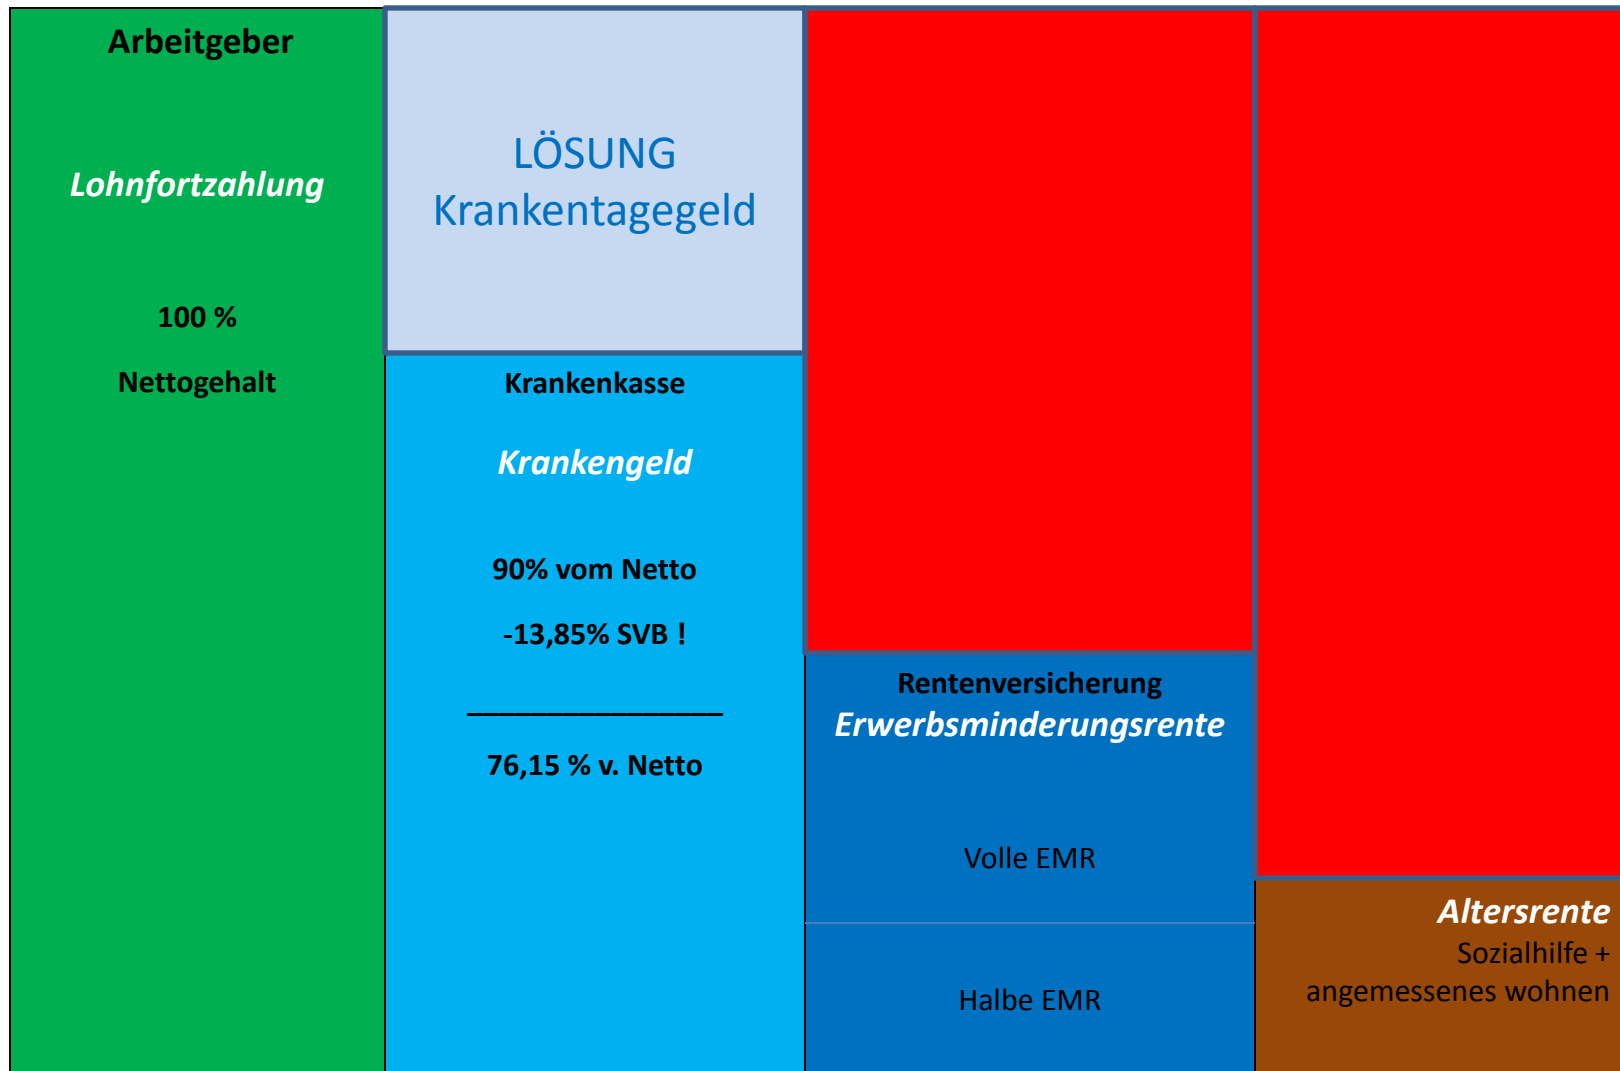 Arbeitgeber
Lohnfortzahlung
100 %
Nettogehalt
LÖSUNG
Krankentagegeld
Krankenkasse
Krankengeld
90% vom Netto
-13,85% SVB !
________________
76,15 % v. Netto
Rentenversicherung
Erwerbsminderungsrente
Volle EMR
Halbe EMR
Altersrente
Sozialhilfe +
angemessenes wohnen